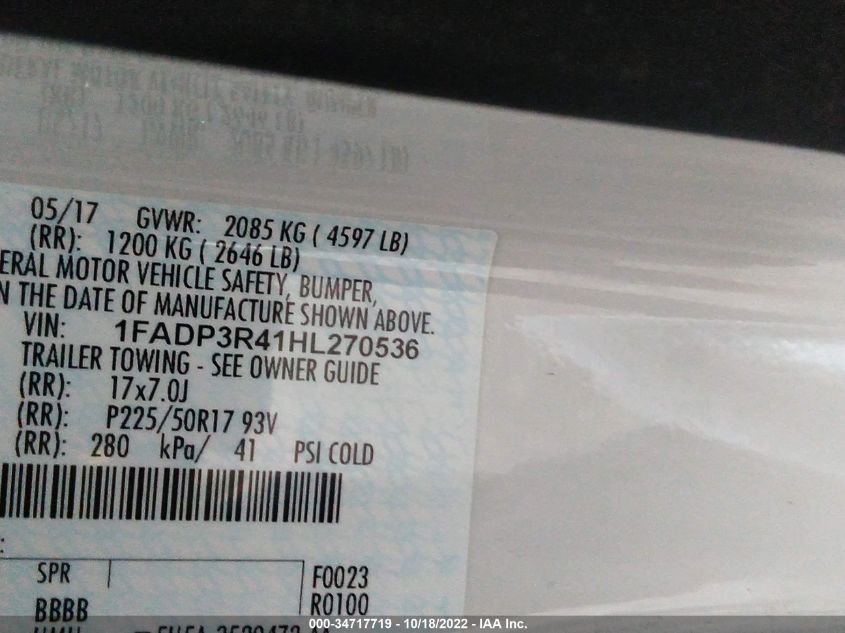 05/17 GVWR: 2085 KG ( 4597 LB)
(RR): 1200 KG ( 2646 LB)
ERAL MOTOR VEHICLE SAFETY, BUMPER,
N THE DATE OF MANUFACTURE SHOWN ABOVE.
VIN: 1FADP3R41HL270536
TRAILER TOWING - SEE OWNER GUIDE
(RR): 17x7.0J
(RR): P225/50R17 93V
(RR): 280 kPa/ 41 PSI COLD
:
SPR F0023
BBBB R0100
000-34717719 | 10/18/2022 - IAA Inc.